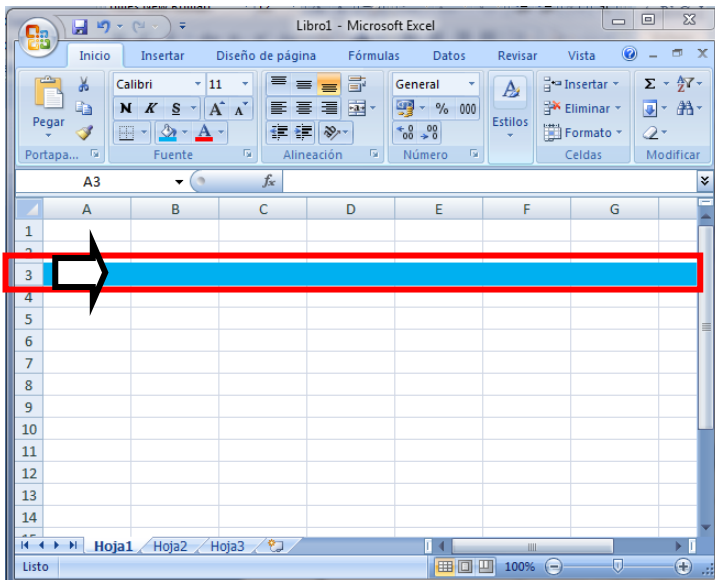 Libro1 - Microsoft Excel
Inicio Insertar Diseño de página Fórmulas Datos Revisar Vista
Pegar
Calibri 11
N K S A A
A
General
% 000
Estilos
Insertar
Eliminar
Formato
Σ
Portapa... Fuente Alineación Número Celdas Modificar
A3 fx
A B C D E F G
1
2
3
4
5
6
7
8
9
10
11
12
13
14
Hoja1 Hoja2 Hoja3
Listo 100%